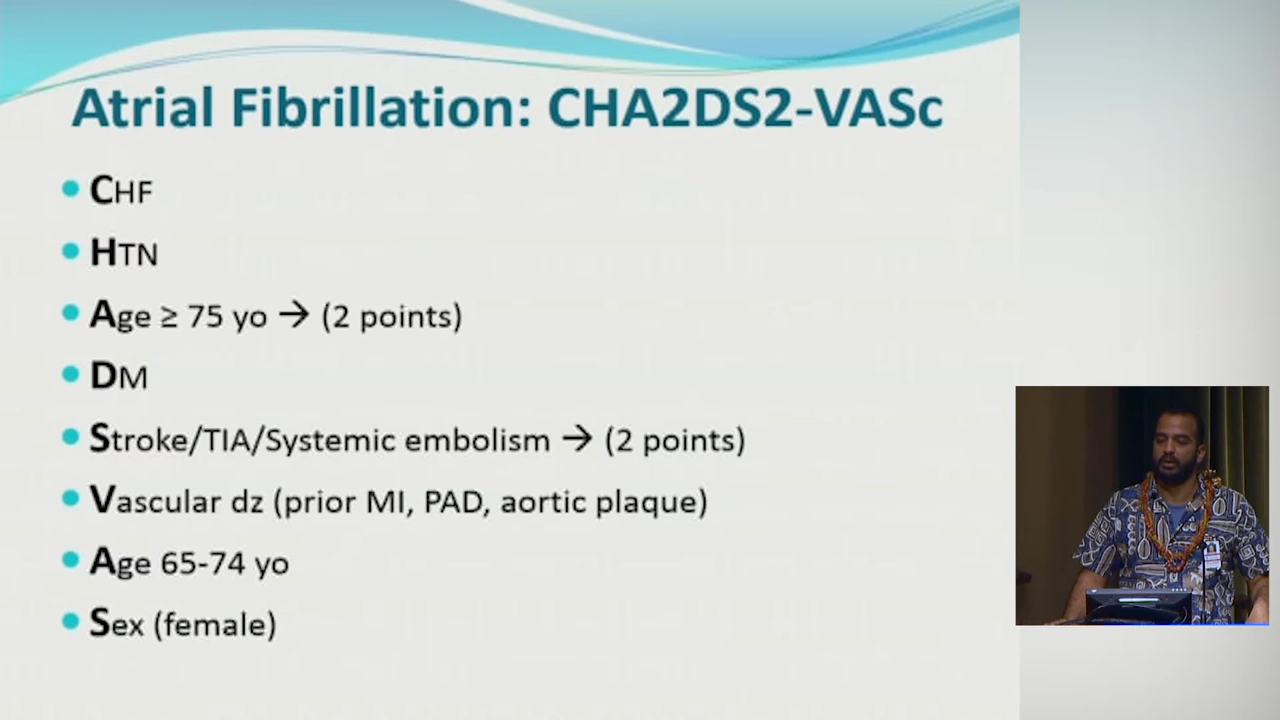 Atrial Fibrillation: CHA2DS2-VASc
• CHF
• HTN
• Age ≥ 75 yo → (2 points)
• DM
• Stroke/TIA/Systemic embolism → (2 points)
• Vascular dz (prior MI, PAD, aortic plaque)
• Age 65-74 yo
• Sex (female)